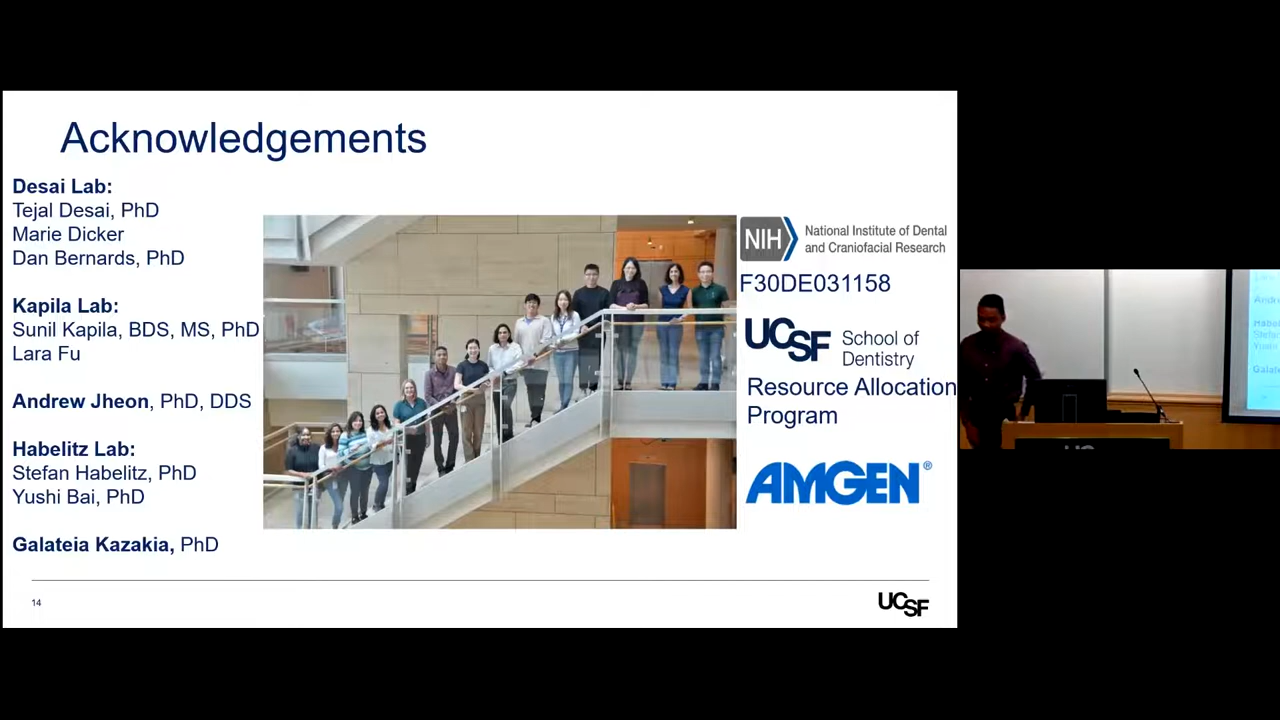 Acknowledgements
Desai Lab:
Tejal Desai, PhD
Marie Dicker
Dan Bernards, PhD
Kapila Lab:
Sunil Kapila, BDS, MS, PhD
Lara Fu
Andrew Jheon, PhD, DDS
Habelitz Lab:
Stefan Habelitz, PhD
Yushi Bai, PhD
Galateia Kazakia, PhD
NIH
National Institute of Dental
and Craniofacial Research
F30DE031158
UCSF
School of
Dentistry
Resource Allocation
Program
AMGEN®
14
UCSF